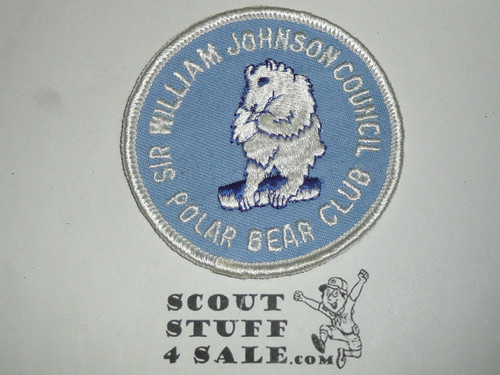 SIR WILLIAM JOHNSON COUNCIL
POLAR BEAR CLUB
SCOUT
STUFF
4 SALE.COM